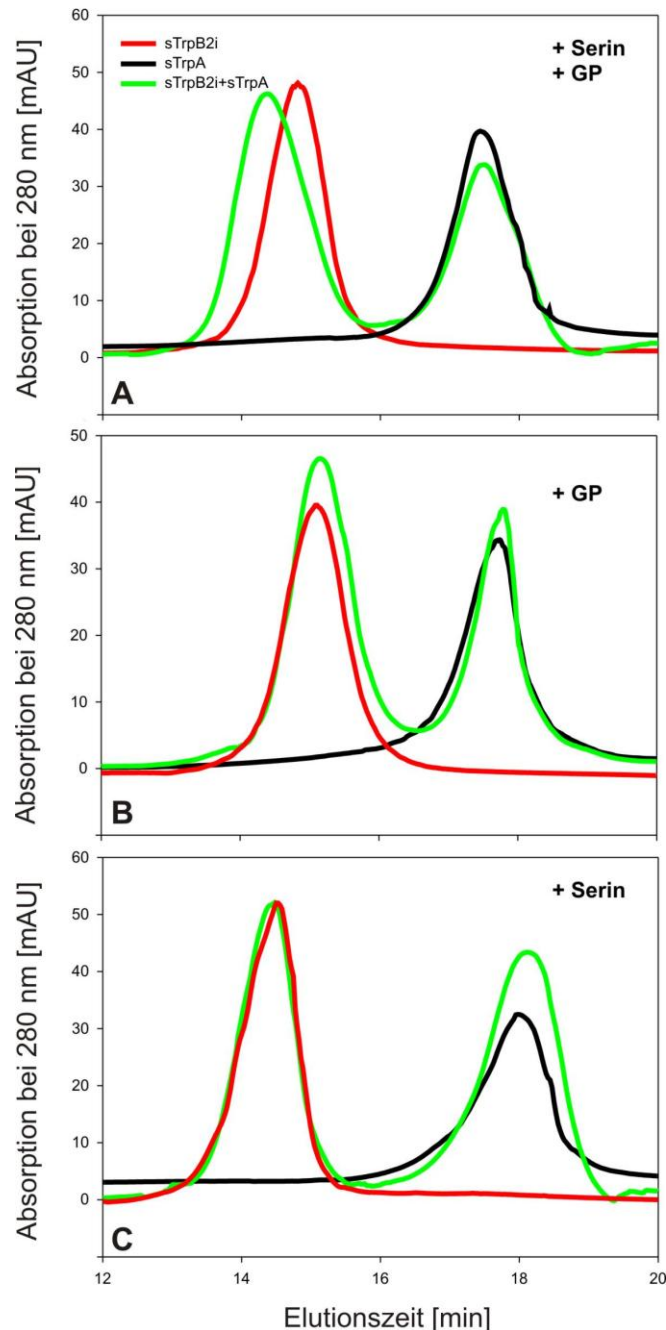 60
50
40
30
20
10
0
Absorption bei 280 nm [mAU]
sTrpB2i
sTrpA
sTrpB2i+sTrpA
+ Serin
+ GP
A
50
40
30
20
10
0
Absorption bei 280 nm [mAU]
+ GP
B
60
50
40
30
20
10
0
Absorption bei 280 nm [mAU]
+ Serin
C
12 14 16 18 20
Elutionszeit [min]